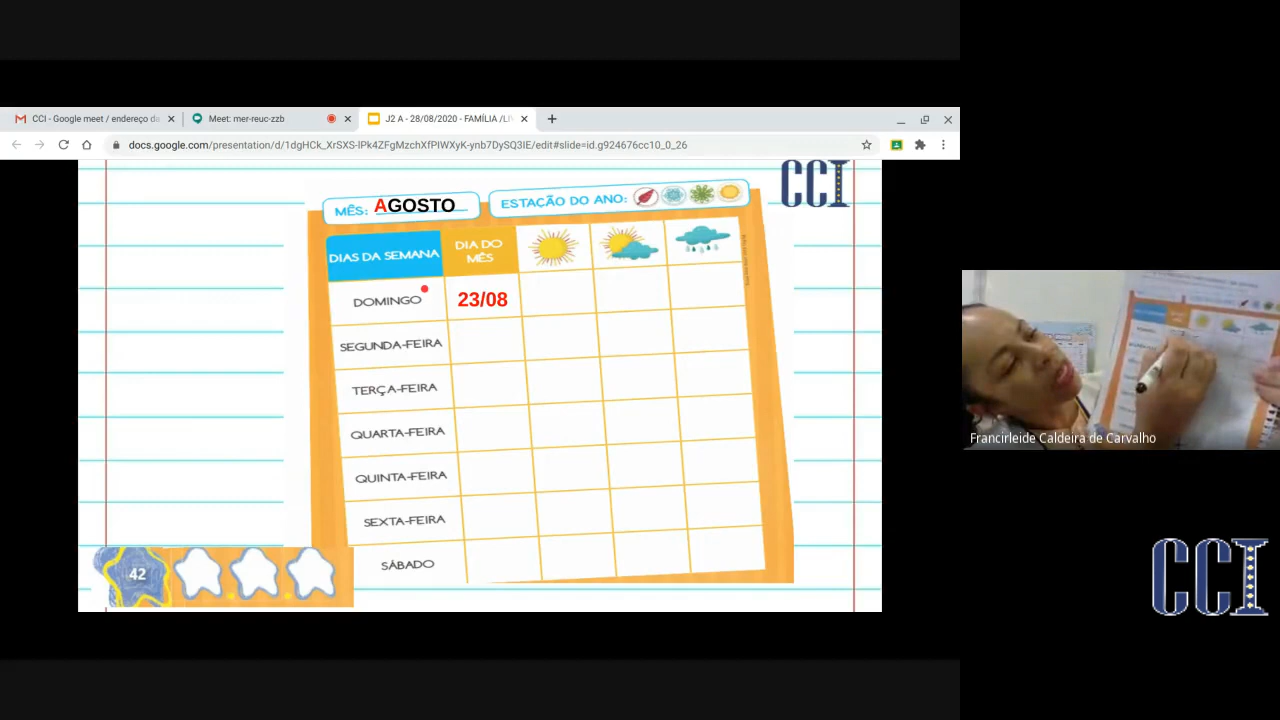 CCI - Google meet / endereço da
Meet: mer-reuc-zzb
J2 A - 28/08/2020 - FAMÍLIA /LIV
docs.google.com/presentation/d/1dgHCk_XrSXS-lPk4ZFgMzchXfPIWXyK-ynb7DySQ3IE/edit#slide=id.g924676cc10_0_26
CCI
MÊS: AGOSTO
ESTAÇÃO DO ANO:
DIAS DA SEMANA
DIA DO
MÊS
DOMINGO 23/08
SEGUNDA-FEIRA
TERÇA-FEIRA
QUARTA-FEIRA
QUINTA-FEIRA
SEXTA-FEIRA
SÁBADO
42
Francirleide Caldeira de Carvalho
CCI